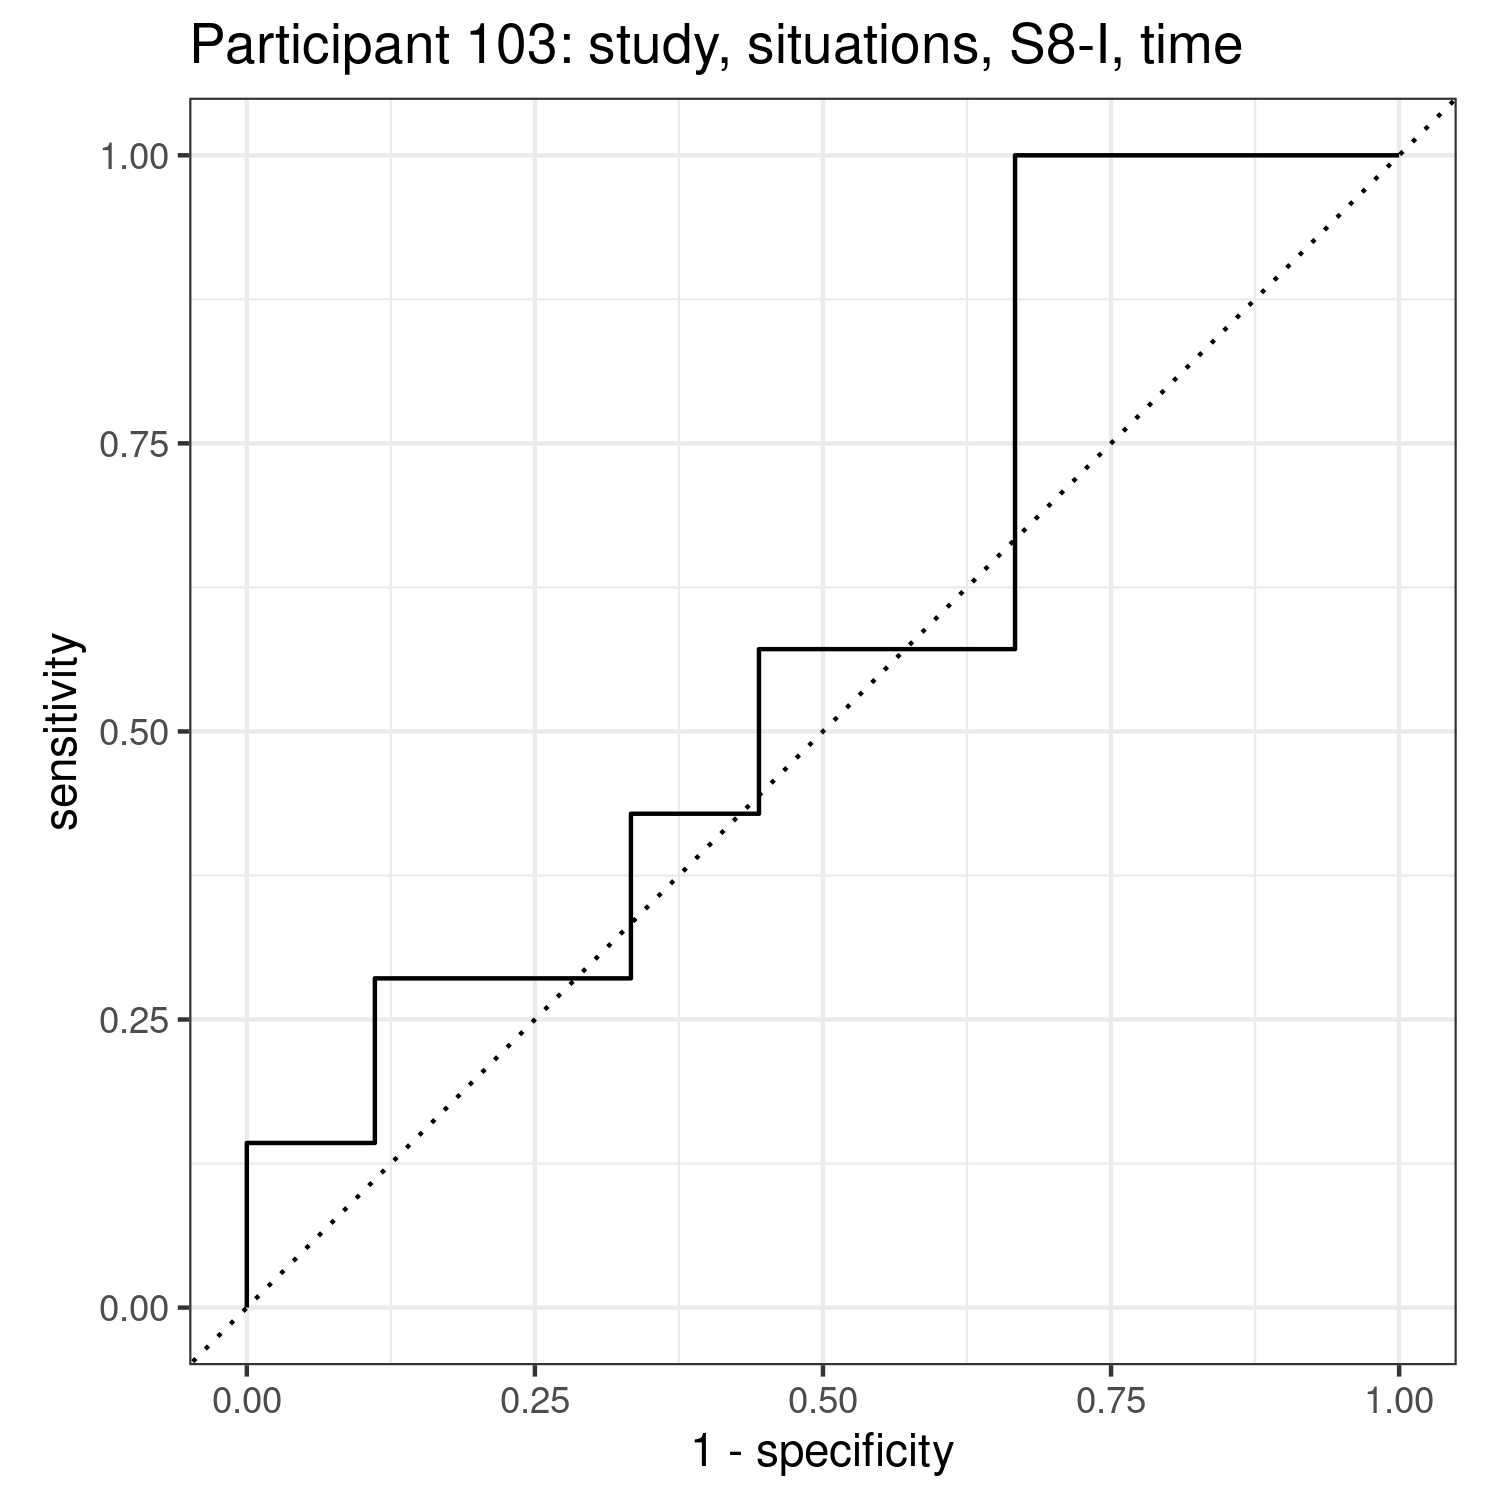 Participant 103: study, situations, S8-I, time
1.00
0.75
0.50
0.25
0.00
sensitivity
0.00 0.25 0.50 0.75 1.00
1 - specificity